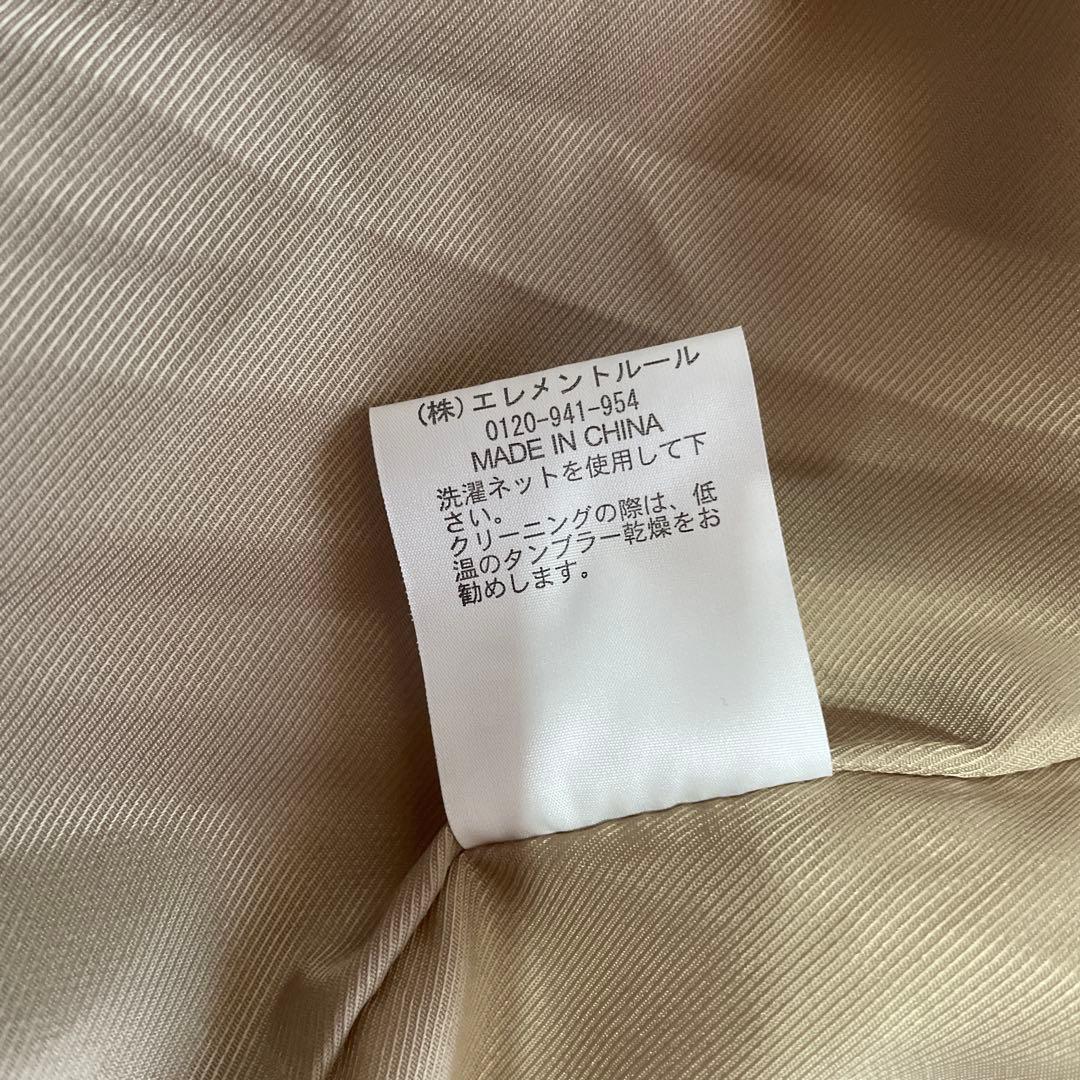 (株)エレメントルール
0120-941-954
MADE IN CHINA
洗濯ネットを使用して下
さい。
クリーニングの際は、低
温のタンブラー乾燥をお
勧めします。